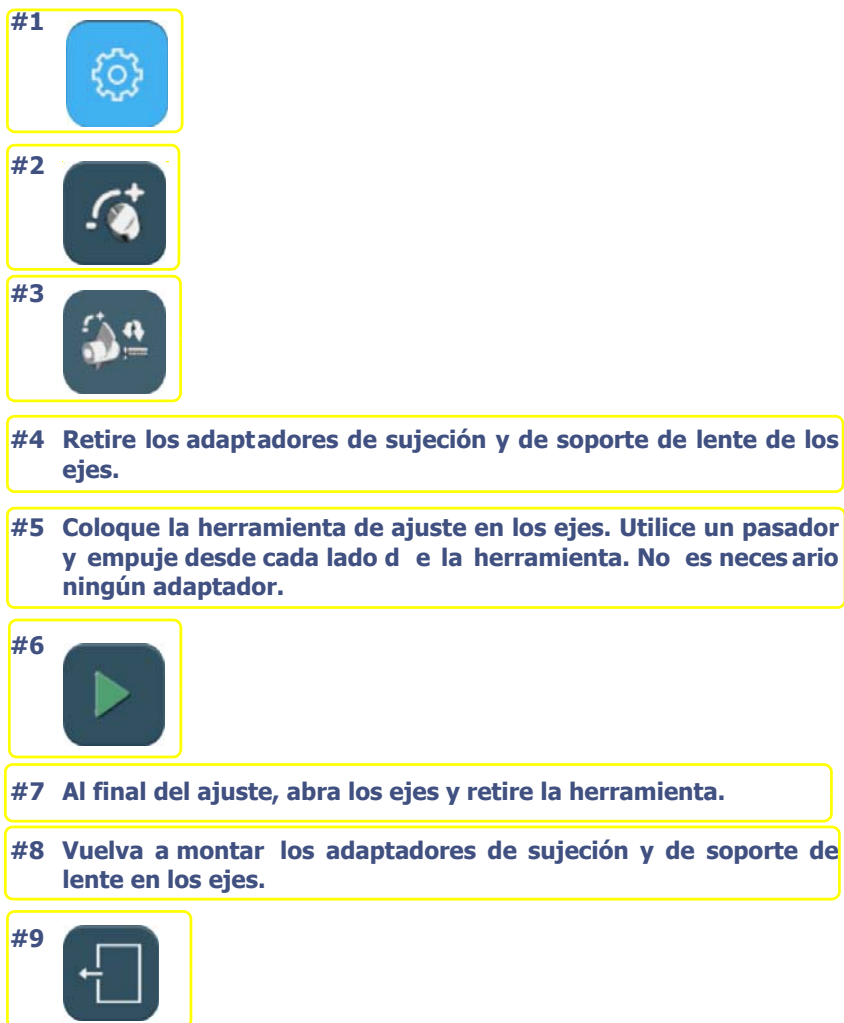 #1
#2
#3
#4 Retire los adaptadores de sujeción y de soporte de lente de los
ejes.
#5 Coloque la herramienta de ajuste en los ejes. Utilice un pasador
y empuje desde cada lado d e la herramienta. No es neces ario
ningún adaptador.
#6
#7 Al final del ajuste, abra los ejes y retire la herramienta.
#8 Vuelva a montar los adaptadores de sujeción y de soporte de
lente en los ejes.
#9